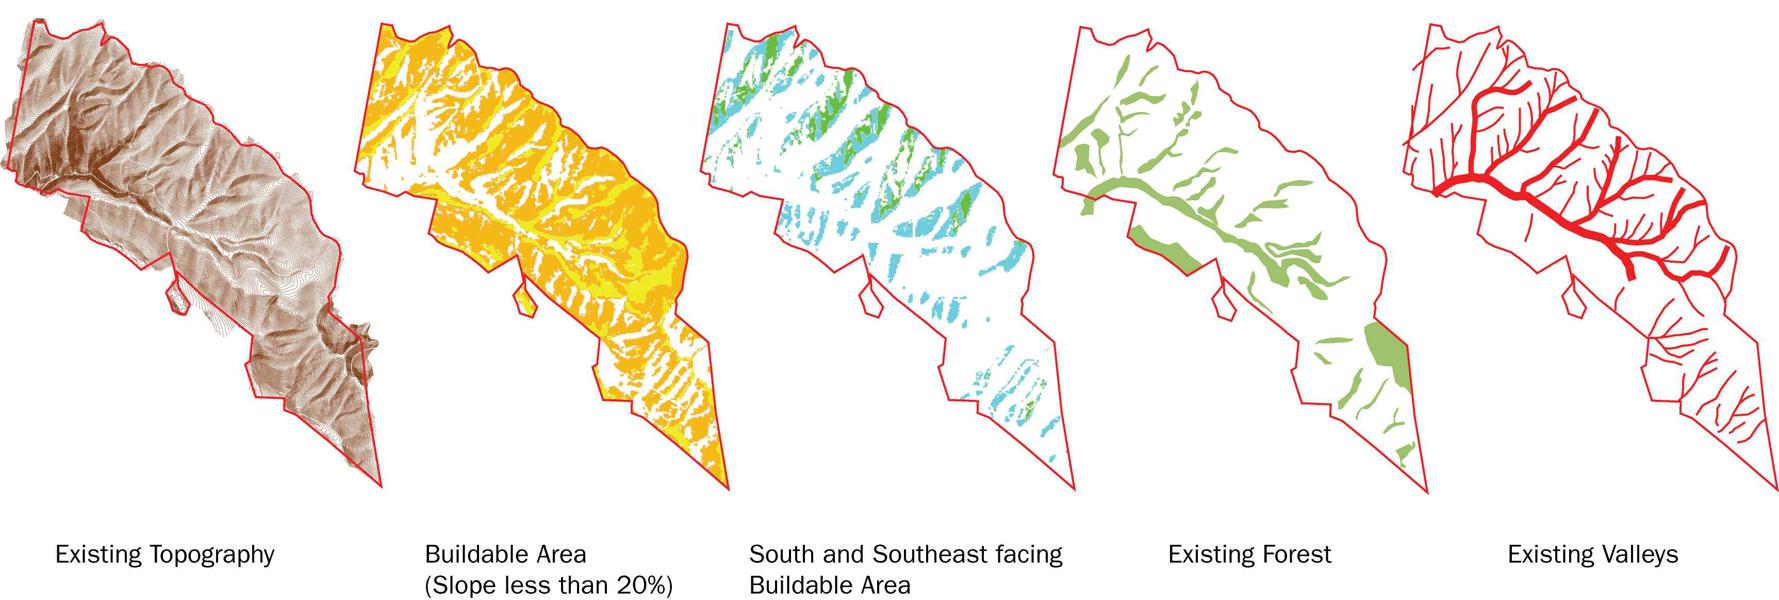 Existing Topography
Buildable Area
(Slope less than 20%)
South and Southeast facing
Buildable Area
Existing Forest
Existing Valleys